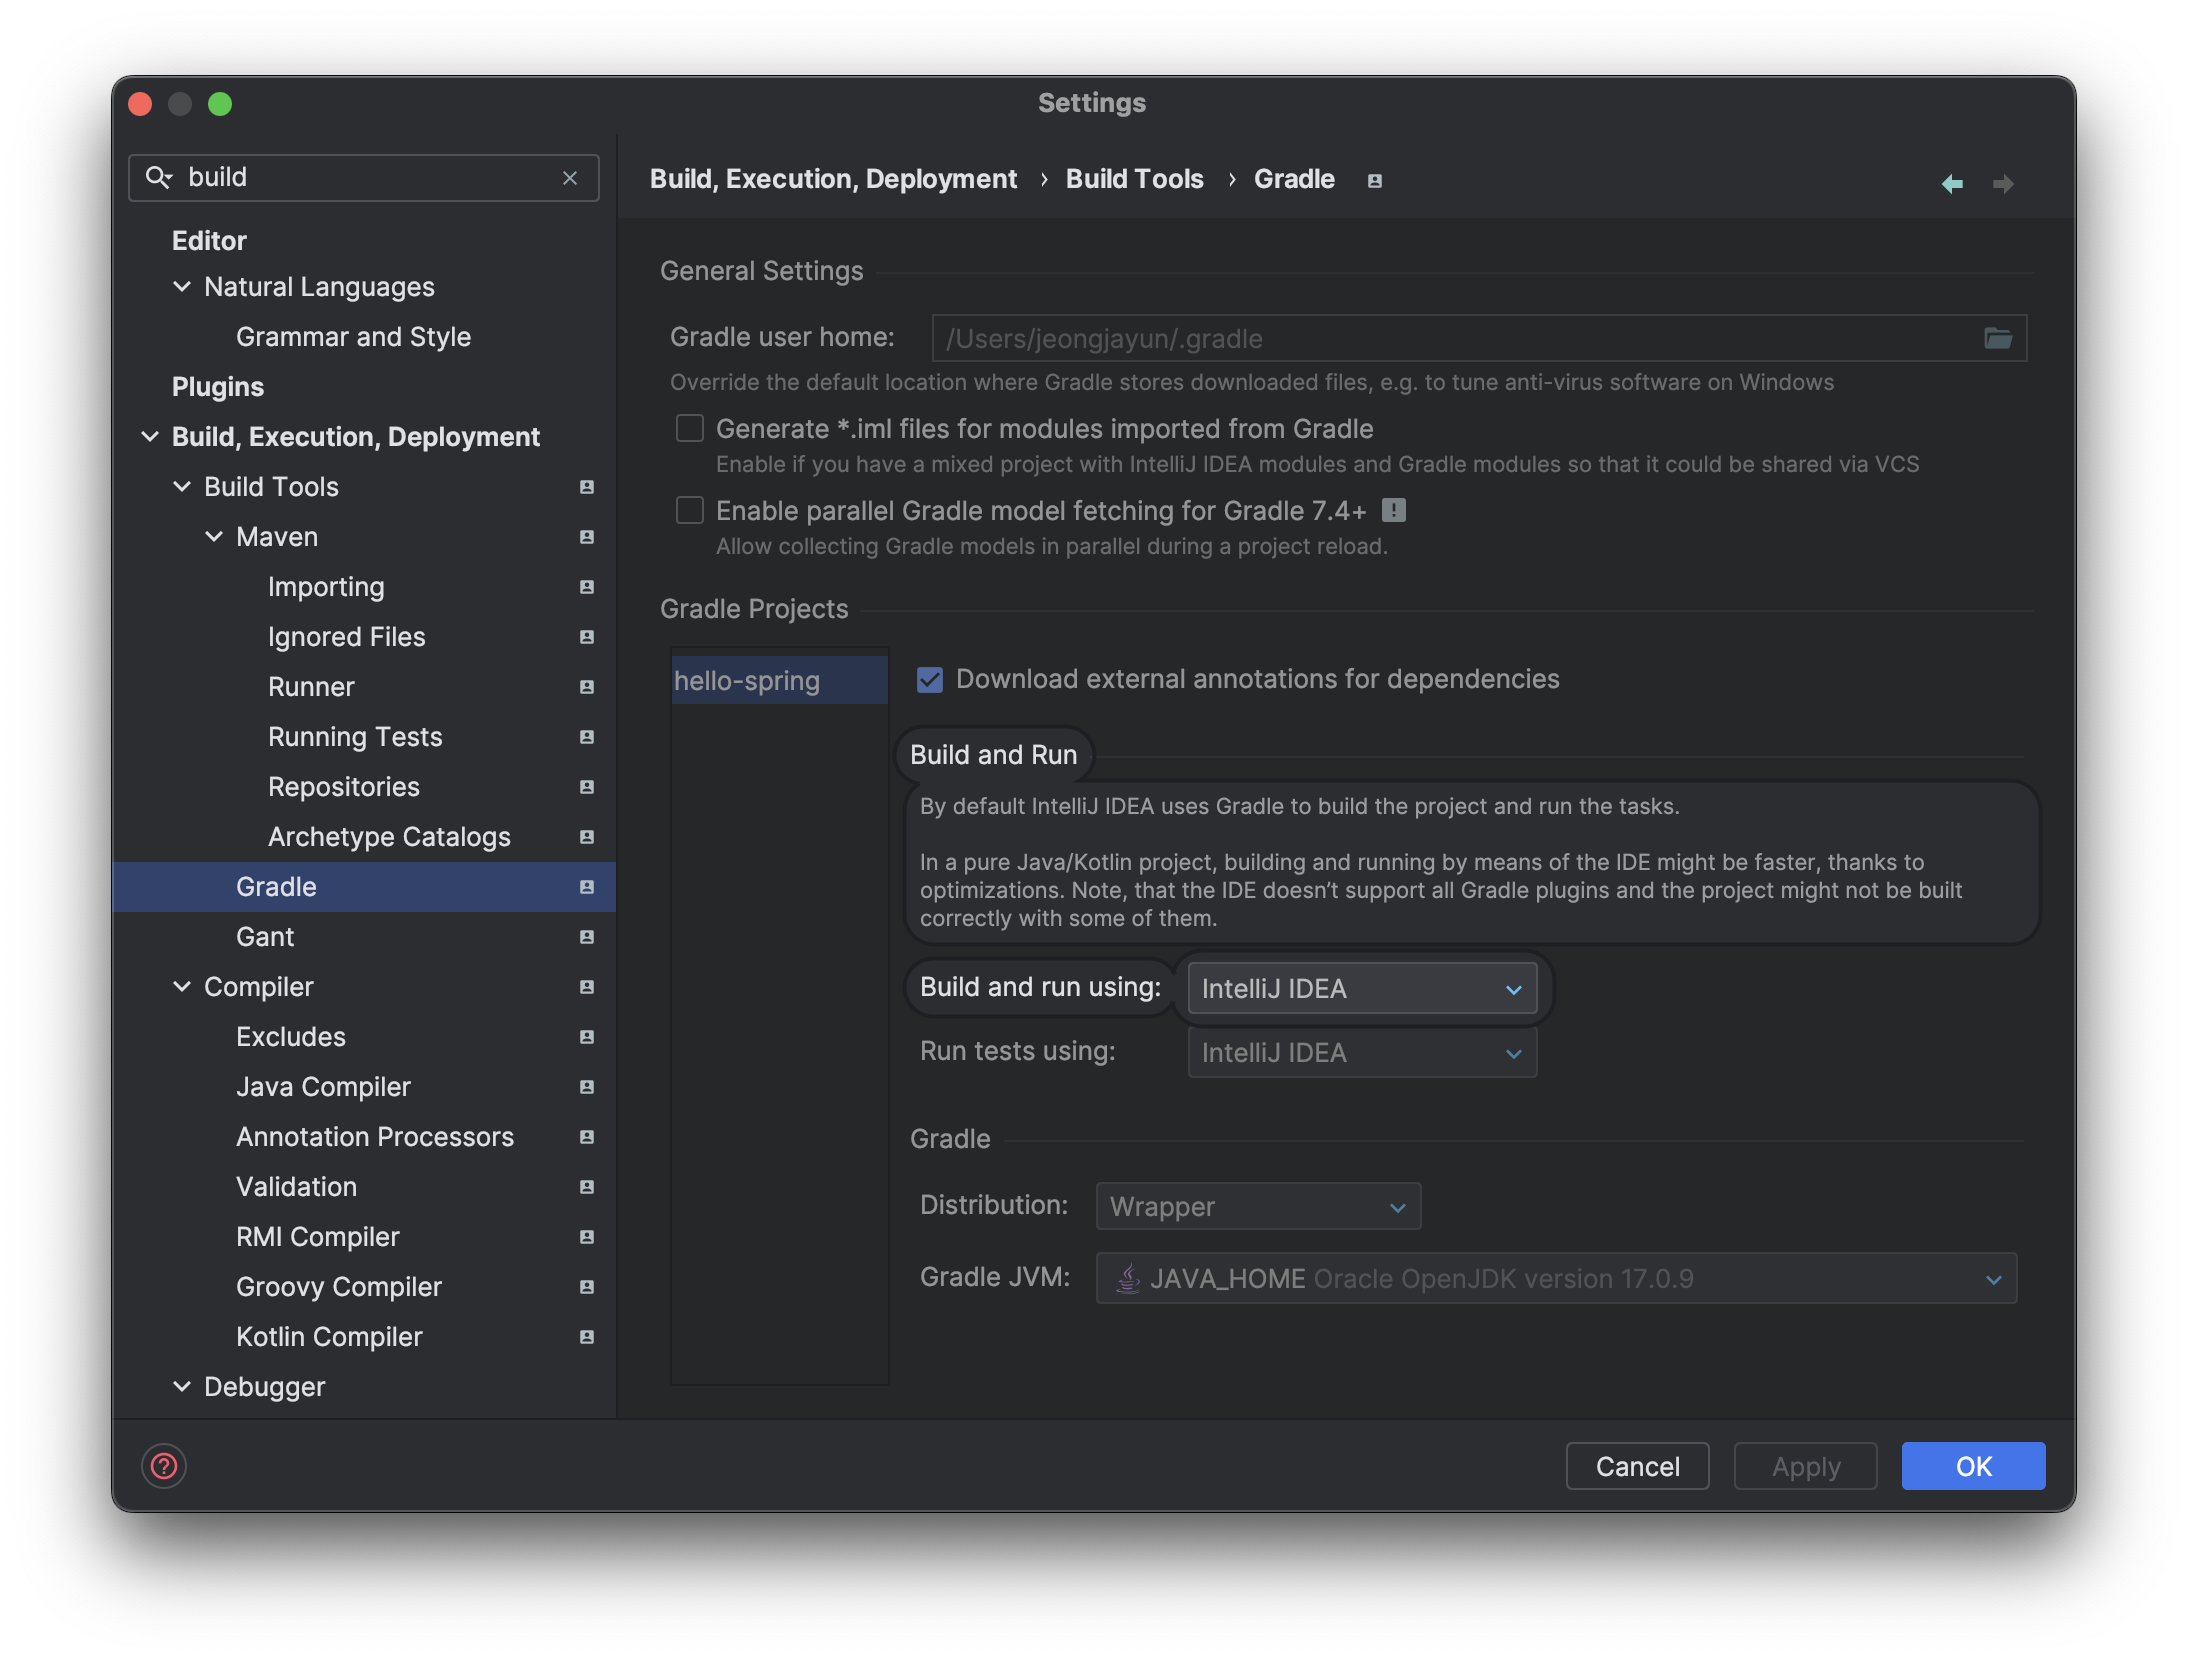 Settings
build
Editor
Natural Languages
Grammar and Style
Plugins
Build, Execution, Deployment
Build Tools
Maven
Importing
Ignored Files
Runner
Running Tests
Repositories
Archetype Catalogs
Gradle
Gant
Compiler
Excludes
Java Compiler
Annotation Processors
Validation
RMI Compiler
Groovy Compiler
Kotlin Compiler
Debugger
Build, Execution, Deployment › Build Tools › Gradle
General Settings
Gradle user home: /Users/jeongjayun/.gradle
Override the default location where Gradle stores downloaded files, e.g. to tune anti-virus software on Windows
Generate *.iml files for modules imported from Gradle
Enable if you have a mixed project with IntelliJ IDEA modules and Gradle modules so that it could be shared via VCS
Enable parallel Gradle model fetching for Gradle 7.4+
Allow collecting Gradle models in parallel during a project reload.
Gradle Projects
hello-spring
Download external annotations for dependencies
Build and Run
By default IntelliJ IDEA uses Gradle to build the project and run the tasks.
In a pure Java/Kotlin project, building and running by means of the IDE might be faster, thanks to
optimizations. Note, that the IDE doesn’t support all Gradle plugins and the project might not be built
correctly with some of them.
Build and run using: IntelliJ IDEA
Run tests using: IntelliJ IDEA
Gradle
Distribution: Wrapper
Gradle JVM: JAVA_HOME Oracle OpenJDK version 17.0.9
? Cancel Apply OK